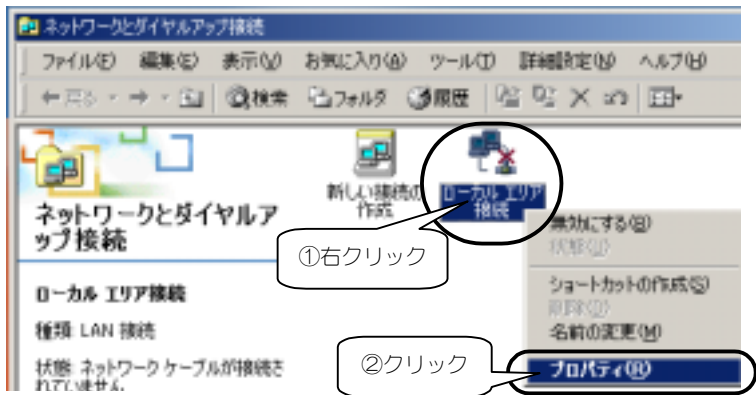 ネットワークとダイヤルアップ接続
ファイル(F) 編集(E) 表示(V) お気に入り(A) ツール(T) 詳細設定(N) ヘルプ(H)
戻る 検索 フォルダ 履歴
新しい接続の
作成
ローカル エリア
接続
ネットワークとダイヤルア
ップ接続
①右クリック
無効にする(B)
状態(U)
ショートカットの作成(S)
削除(D)
名前の変更(M)
②クリック
プロパティ(R)
ローカル エリア接続
種類: LAN 接続
状態: ネットワーク ケーブルが接続さ
れていません